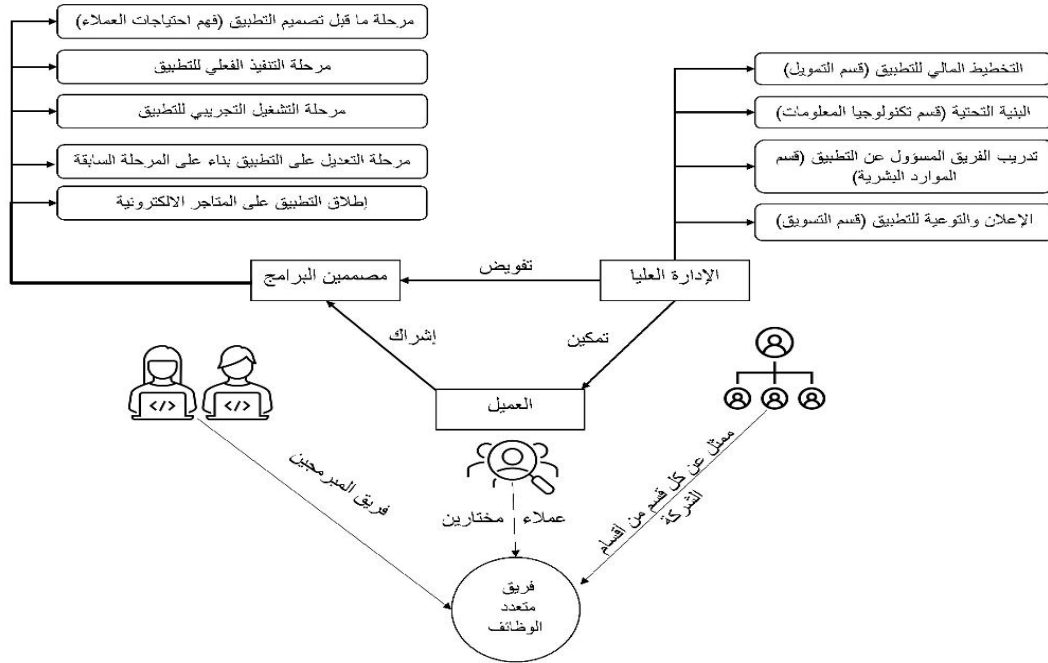 مرحلة ما قبل تصميم التطبيق (فهم احتياجات العملاء)
مرحلة التنفيذ الفعلي للتطبيق
مرحلة التشغيل التجريبي للتطبيق
مرحلة التعديل على التطبيق بناء على المرحلة السابقة
إطلاق التطبيق على المتاجر الالكترونية
التخطيط المالي للتطبيق (قسم التمويل)
البنية التحتية (قسم تكنولوجيا المعلومات)
تدريب الفريق المسؤول عن التطبيق (قسم
الموارد البشرية)
الإعلان والتوعية للتطبيق (قسم التسويق)
الإدارة العليا
تفويض
مصممين البرامج
تمكين
إشراك
العميل
ممثل عن كل قسم من أقسام
الشركة
عملاء مختارين
فريق المبرمجين
فريق
متعدد
الوظائف